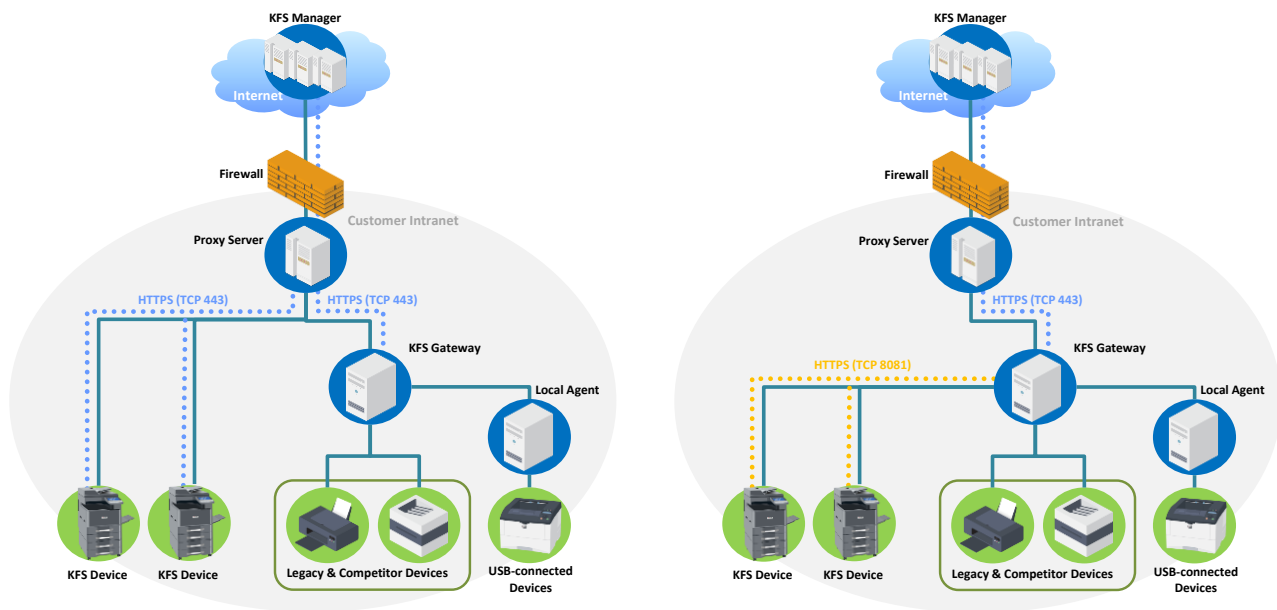 KFS Manager
Internet
Firewall
Customer Intranet
Proxy Server
HTTPS (TCP 443)
HTTPS (TCP 443)
KFS Gateway
Local Agent
KFS Device
KFS Device
Legacy & Competitor Devices
USB-connected
Devices
KFS Manager
Internet
Firewall
Customer Intranet
Proxy Server
HTTPS (TCP 443)
KFS Gateway
HTTPS (TCP 8081)
Local Agent
KFS Device
KFS Device
Legacy & Competitor Devices
USB-connected
Devices